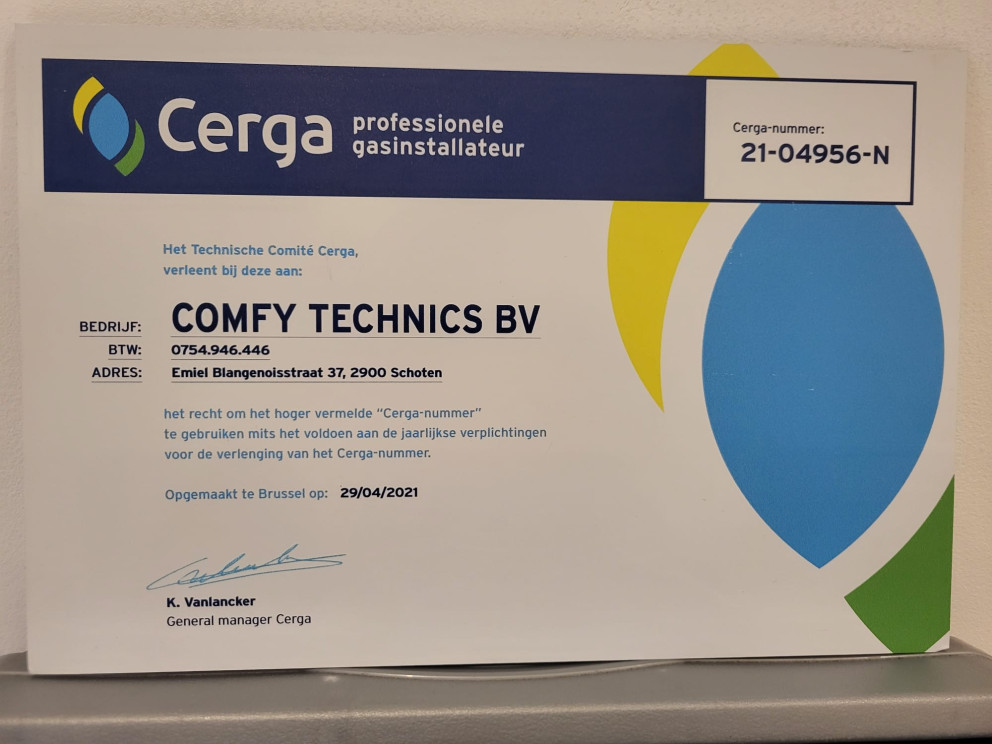 Cerga professionele
gasinstallateur
Cerga-nummer:
21-04956-N
Het Technische Comité Cerga,
verleent bij deze aan:
BEDRIJF: COMFY TECHNICS BV
BTW: 0754.946.446
ADRES: Emiel Blangenoisstraat 37, 2900 Schoten
het recht om het hoger vermelde "Cerga-nummer"
te gebruiken mits het voldoen aan de jaarlijkse verplichtingen
voor de verlenging van het Cerga-nummer.
Opgemaakt te Brussel op: 29/04/2021
K. Vanlancker
General manager Cerga